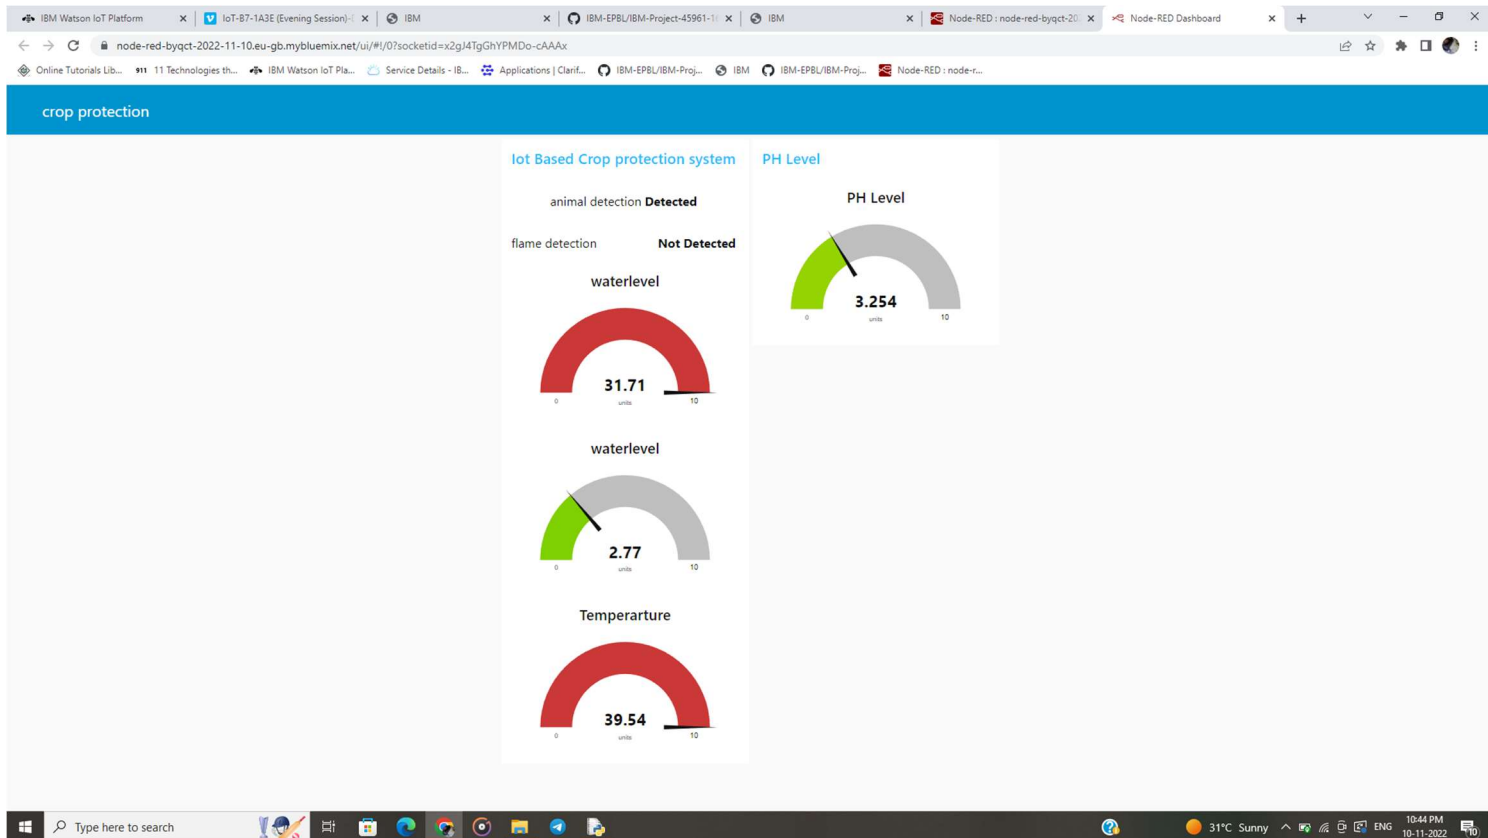 IBM Watson IoT Platform
IoT-B7-1A3E (Evening Session)-
IBM
IBM-EPBL/IBM-Project-45961-1
IBM
Node-RED : node-red-byqct-20
Node-RED Dashboard
node-red-byqct-2022-11-10.eu-gb.mybluemix.net/ui/#!/0?socketid=x2gJ4TgGhYPMDo-cAAAx
Online Tutorials Lib...
911 11 Technologies th...
IBM Watson IoT Pla...
Service Details - IB...
Applications | Clarif...
IBM-EPBL/IBM-Proj...
IBM
IBM-EPBL/IBM-Proj...
Node-RED : node-r...
crop protection
Iot Based Crop protection system
animal detection Detected
flame detection Not Detected
waterlevel
31.71
0 units 10
waterlevel
2.77
0 units 10
Temperarture
39.54
0 units 10
PH Level
PH Level
3.254
0 units 10
Type here to search
31°C Sunny
ENG
10:44 PM
10-11-2022